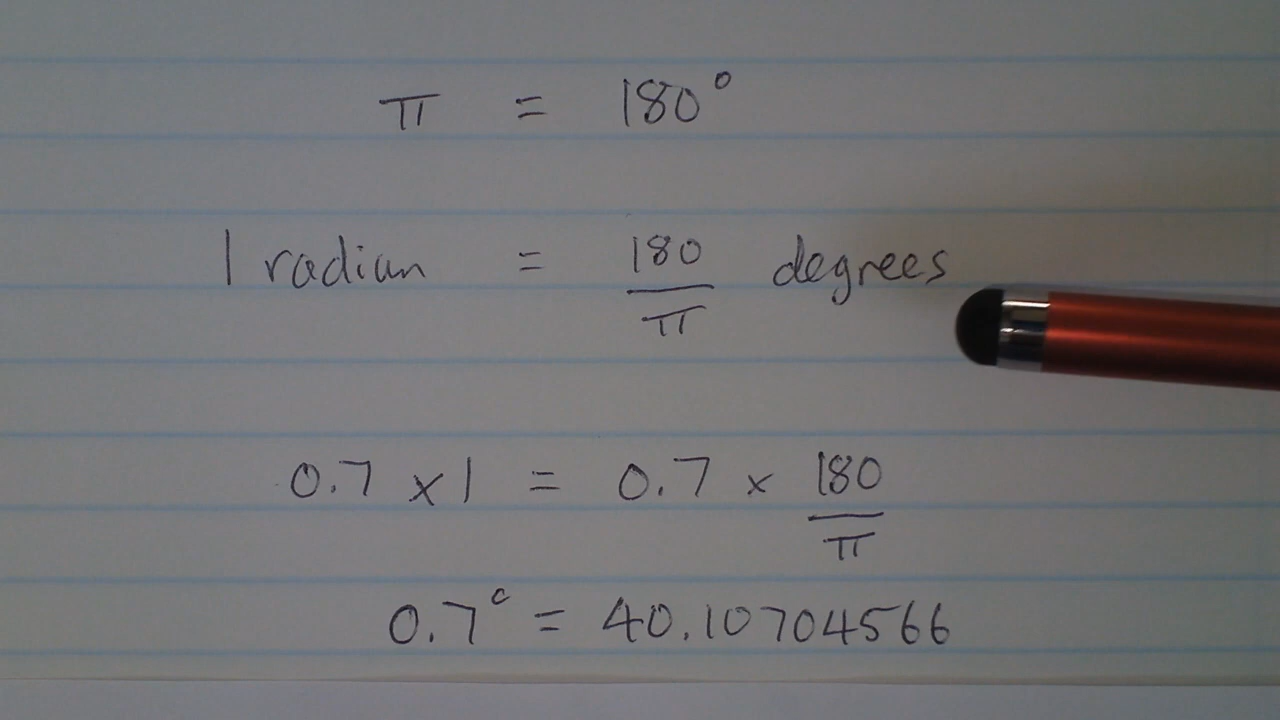 π = 180°
1 radian = 180/π degrees
0.7 × 1 = 0.7 × 180/π
0.7ᶜ = 40.10704566